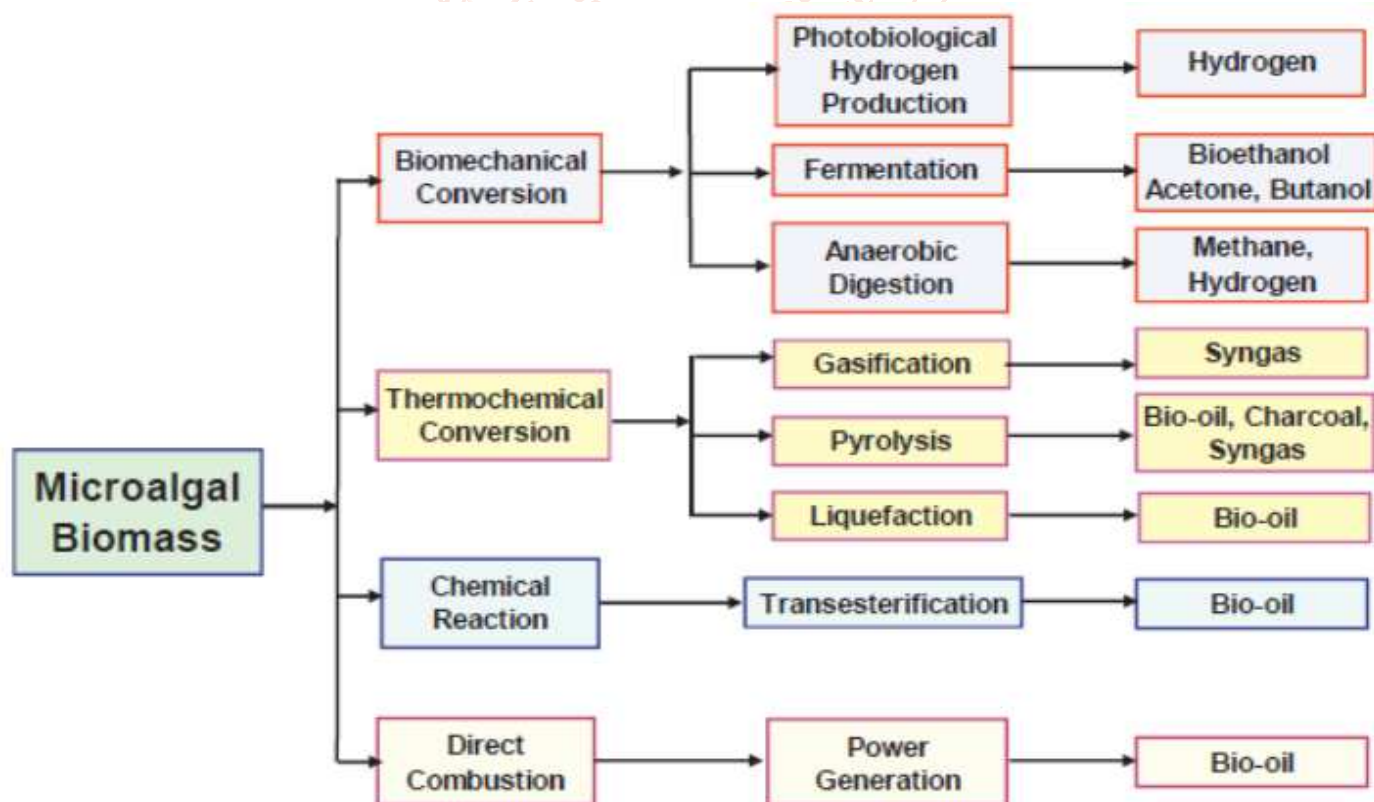 Photobiological
Hydrogen
Production
Hydrogen
Biomechanical
Conversion
Fermentation
Bioethanol
Acetone, Butanol
Anaerobic
Digestion
Methane,
Hydrogen
Gasification
Syngas
Thermochemical
Conversion
Pyrolysis
Bio-oil, Charcoal,
Syngas
Microalgal
Biomass
Liquefaction
Bio-oil
Chemical
Reaction
Transesterification
Bio-oil
Direct
Combustion
Power
Generation
Bio-oil